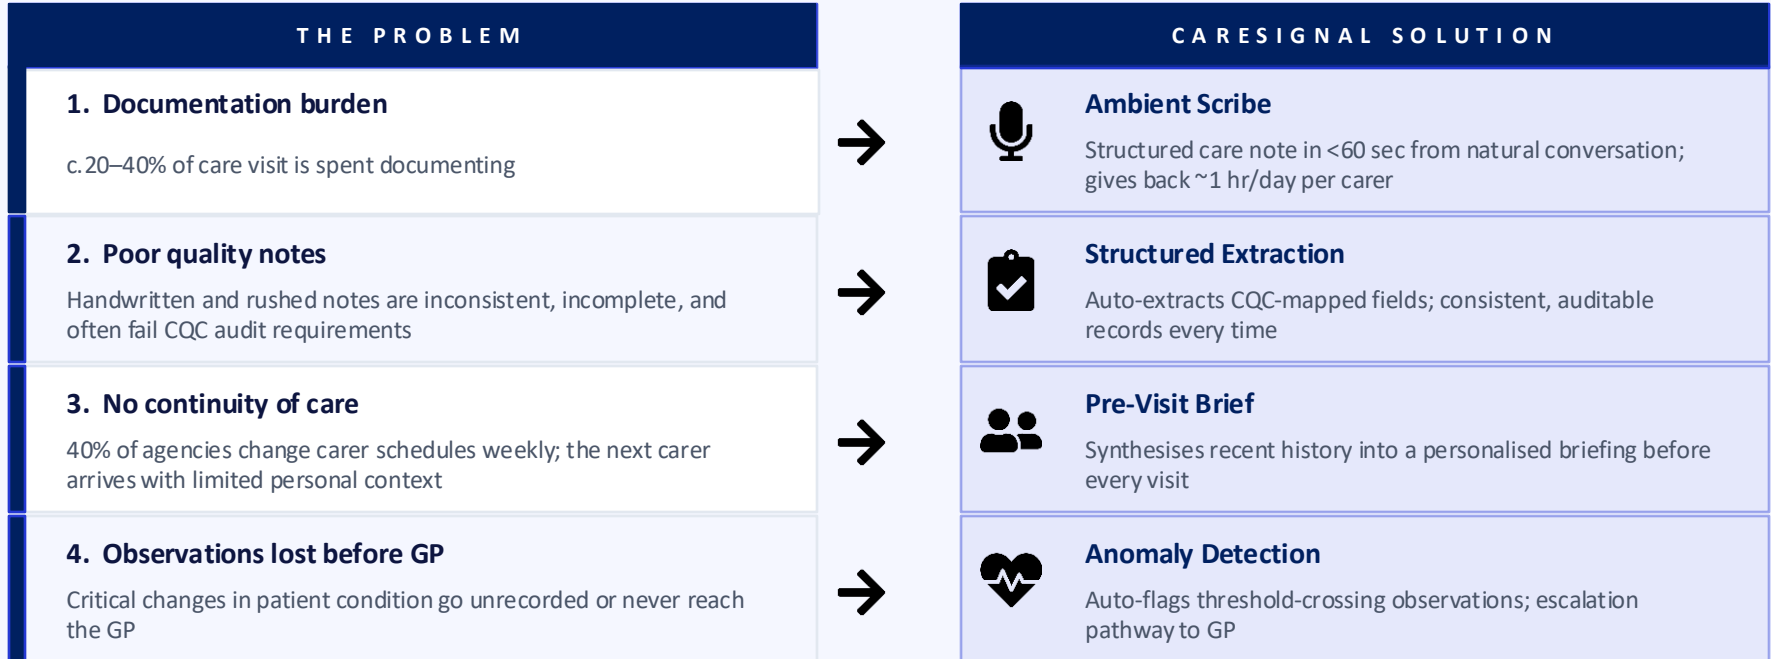 THE PROBLEM
CARESIGNAL SOLUTION
1. Documentation burden
c.20–40% of care visit is spent documenting
Ambient Scribe
Structured care note in <60 sec from natural conversation;
gives back ~1 hr/day per carer
2. Poor quality notes
Handwritten and rushed notes are inconsistent, incomplete, and
often fail CQC audit requirements
Structured Extraction
Auto-extracts CQC-mapped fields; consistent, auditable
records every time
3. No continuity of care
40% of agencies change carer schedules weekly; the next carer
arrives with limited personal context
Pre-Visit Brief
Synthesises recent history into a personalised briefing before
every visit
4. Observations lost before GP
Critical changes in patient condition go unrecorded or never reach
the GP
Anomaly Detection
Auto-flags threshold-crossing observations; escalation
pathway to GP